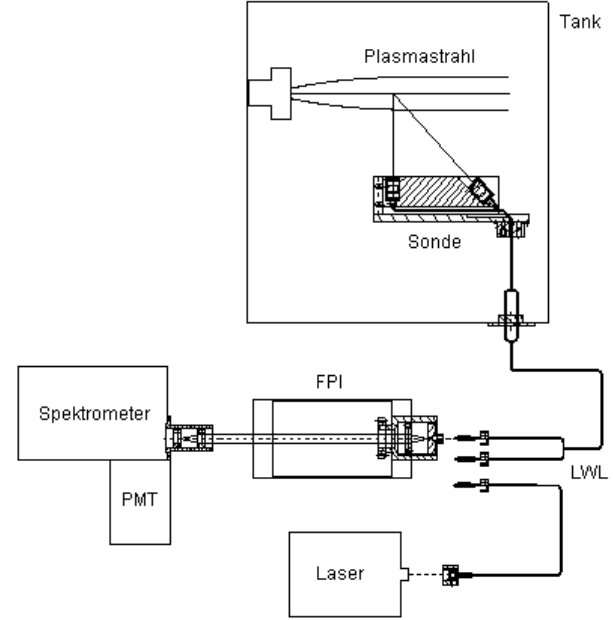 Tank
Plasmastrahl
Sonde
FPI
Spektrometer
LWL
PMT
Laser